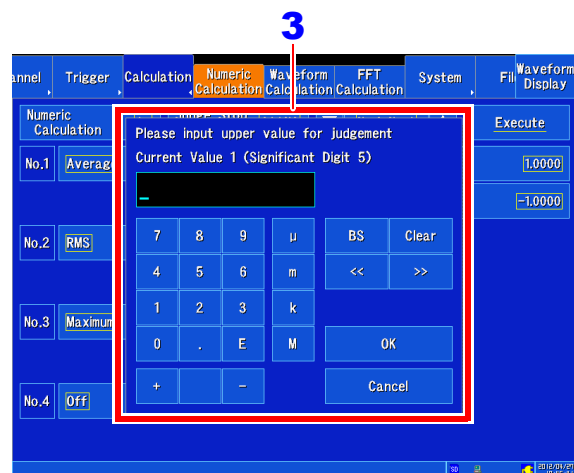 3
annel Trigger Calculation Numeric Calculation Waveform Calculation FFT Calculation System Fil Waveform Display
Numeric Calculation
Execute
Please input upper value for judgement
Current Value 1 (Significant Digit 5)
No.1 Averag 1.0000
-1.0000
7 8 9 μ BS Clear
No.2 RMS
4 5 6 m << >>
1 2 3 k
No.3 Maximum
0 . E M OK
+ - Cancel
No.4 Off
SD